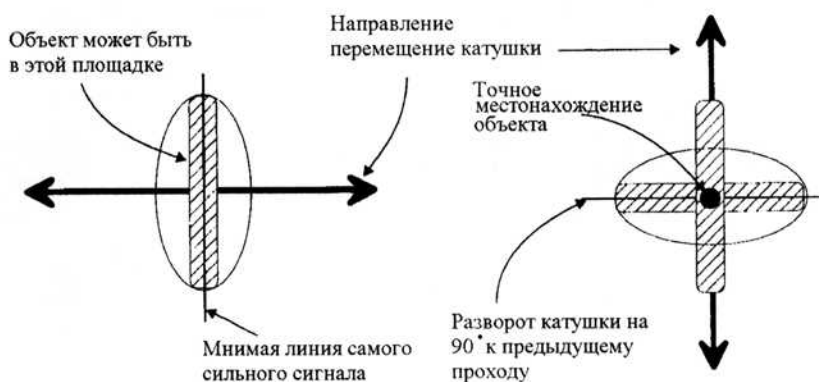 Объект может быть
в этой площадке
Направление
перемещение катушки
Точное
местонахождение
объекта
Мнимая линия самого
сильного сигнала
Разворот катушки на
90° к предыдущему
проходу